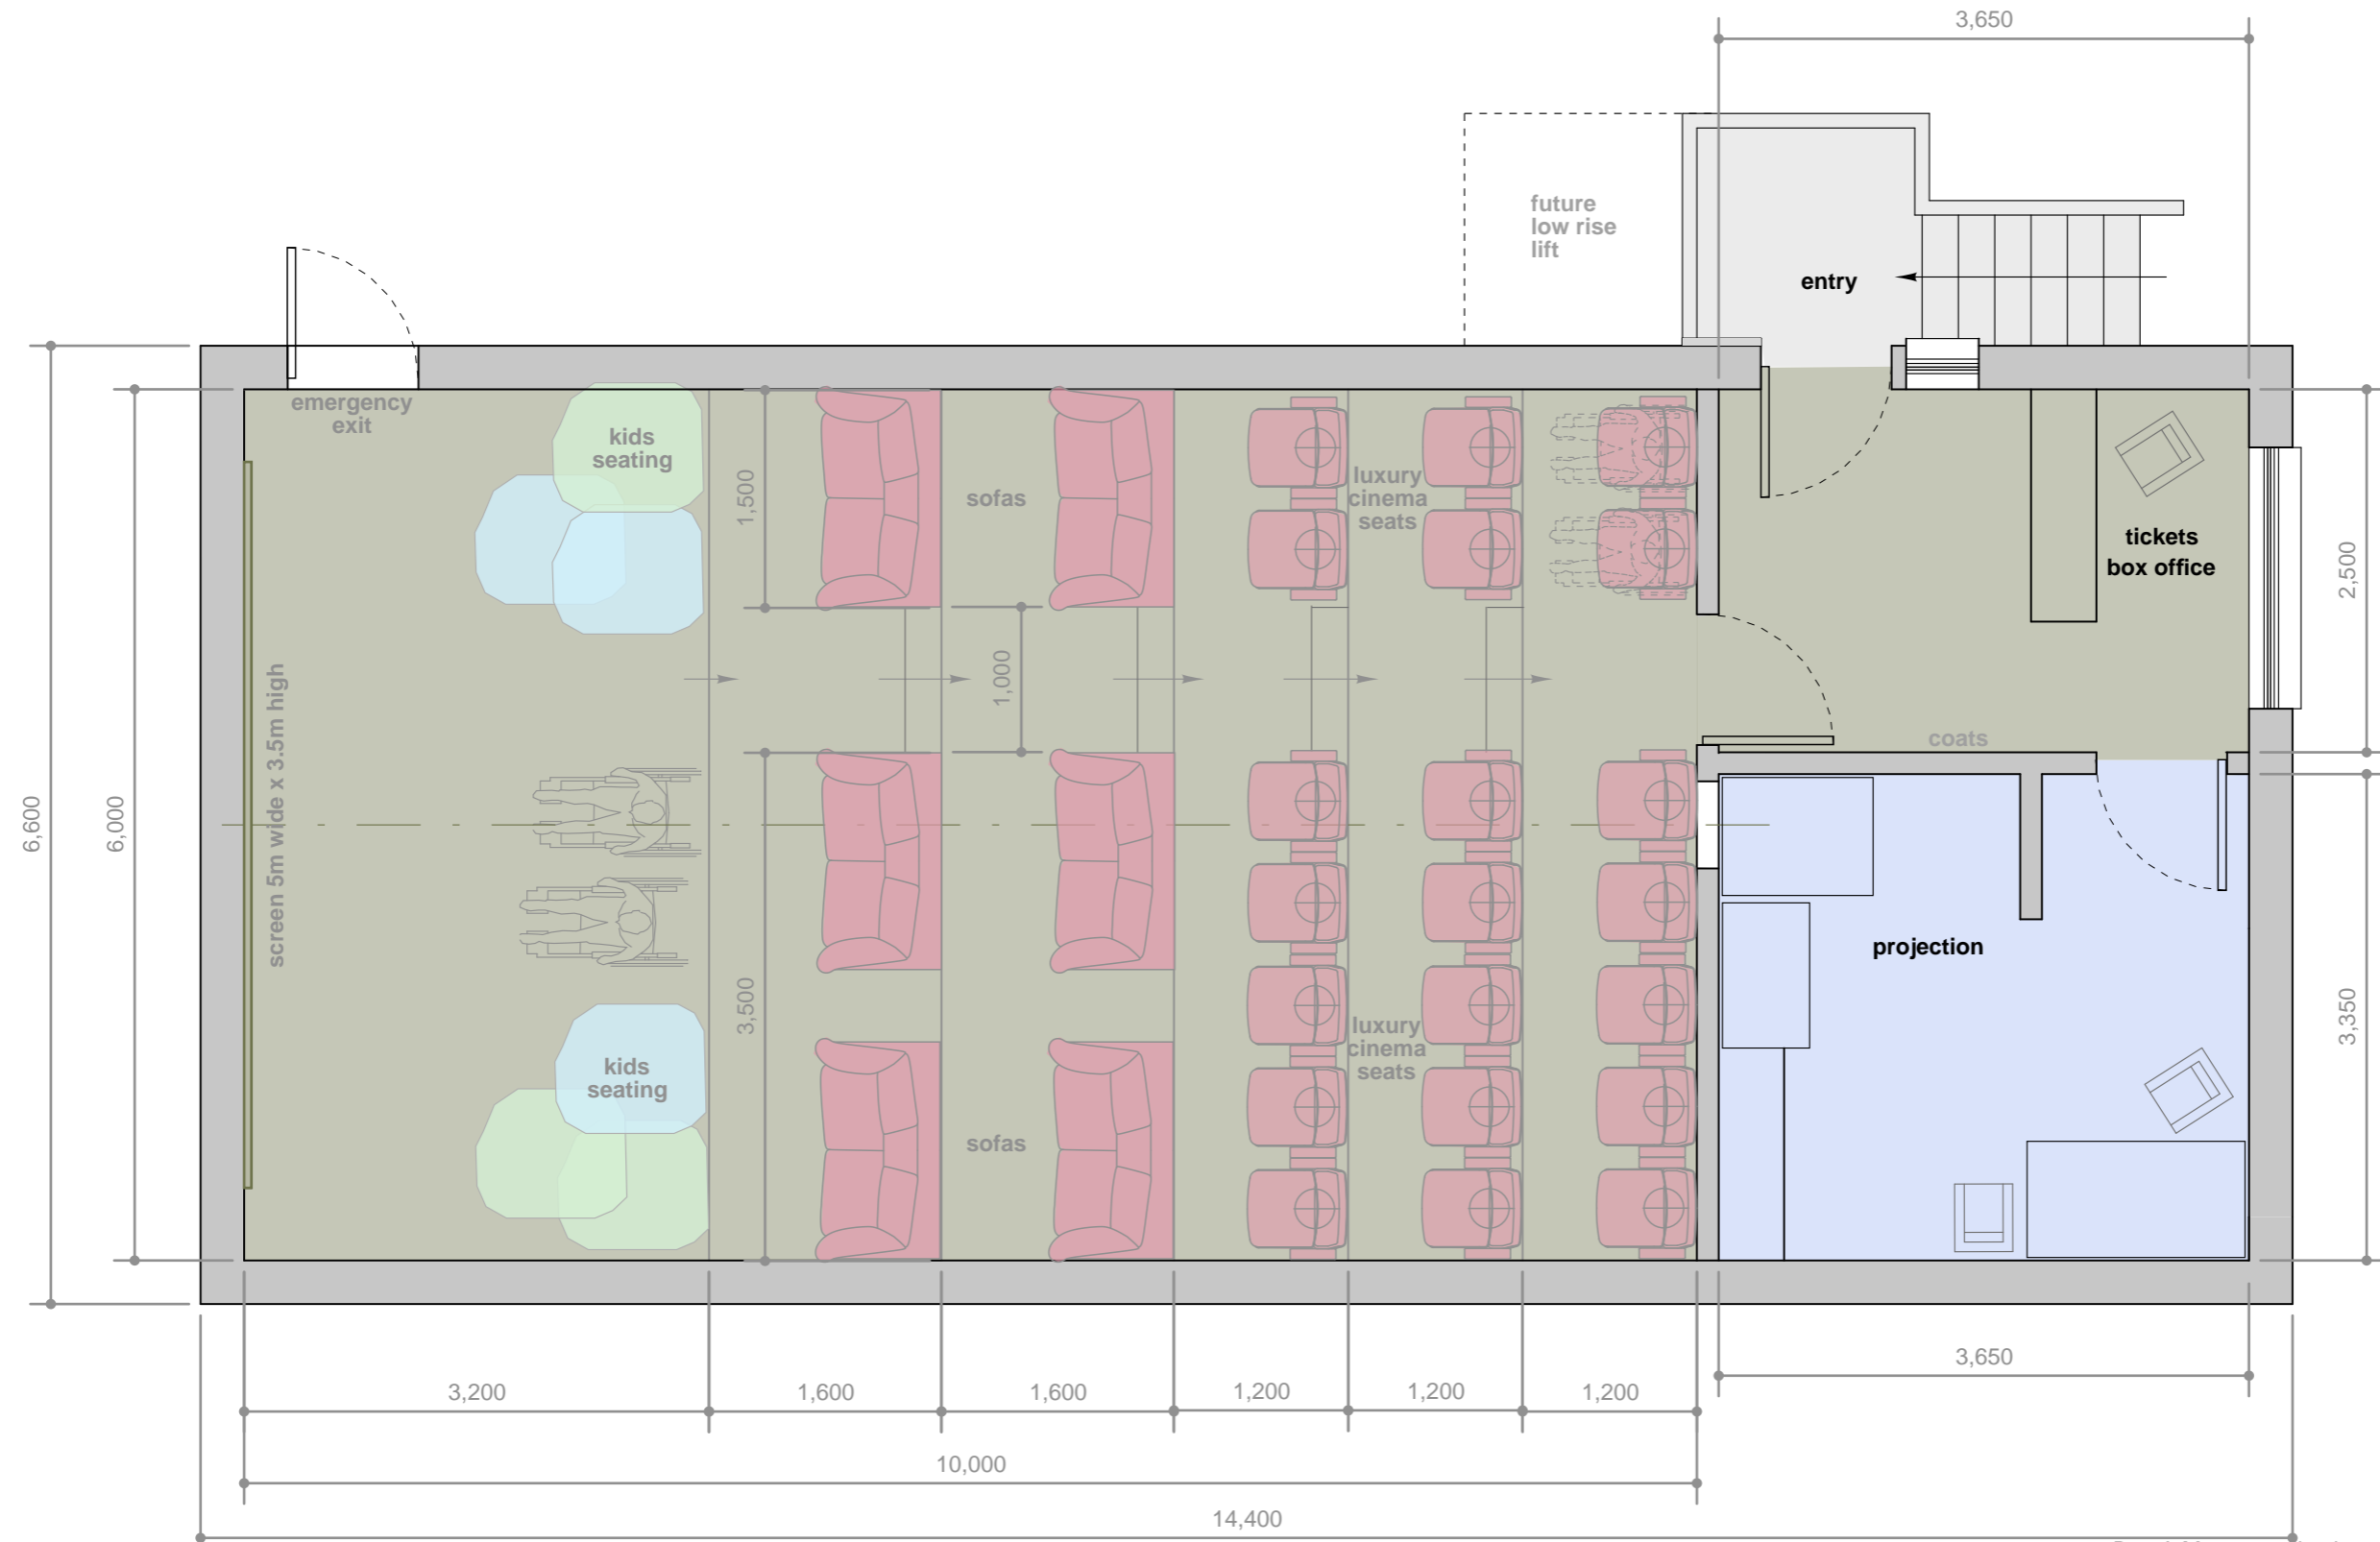 3,650
future
low rise
lift
entry
emergency
exit
kids
seating
1,500
sofas
luxury
cinema
seats
tickets
box office
2,500
1,000
screen 5m wide x 3.5m high
coats
6,600
6,000
projection
3,500
kids
seating
luxury
cinema
seats
3,350
sofas
3,650
3,200
1,600
1,600
1,200
1,200
1,200
10,000
14,400